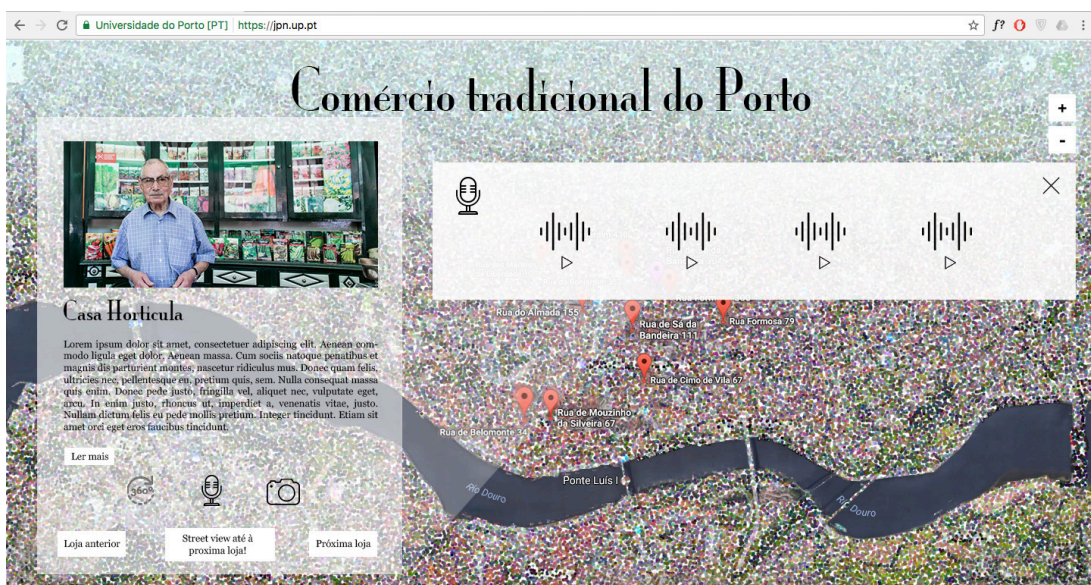 Universidade do Porto [PT] https://jpn.up.pt
f?
Comércio tradicional do Porto
+
-
Casa Horticula
Lorem ipsum dolor sit amet, consectetuer adipiscing elit. Aenean com-
modo ligula eget dolor. Aenean massa. Cum sociis natoque penatibus et
magnis dis parturient montes, nascetur ridiculus mus. Donec quam felis,
ultricies nec, pellentesque eu, pretium quis, sem. Nulla consequat massa
quis enim. Donec pede justo, fringilla vel, aliquet nec, vulputate eget,
arcu. In enim justo, rhoncus ut, imperdiet a, venenatis vitae, justo.
Nullam dictum felis eu pede mollis pretium. Integer tincidunt. Etiam sit
amet orci eget eros faucibus tincidunt.
Ler mais
360º
Loja anterior
Street view até à
proxima loja!
Próxima loja
Rua do Almada 155
Rua de Sá da
Bandeira 111
Rua Formosa 79
Rua de Cimo de Vila 67
Rua de Mouzinho
da Silveira 67
Rua de Belomonte 34
Ponte Luís I
Rio Douro
Rio Douro